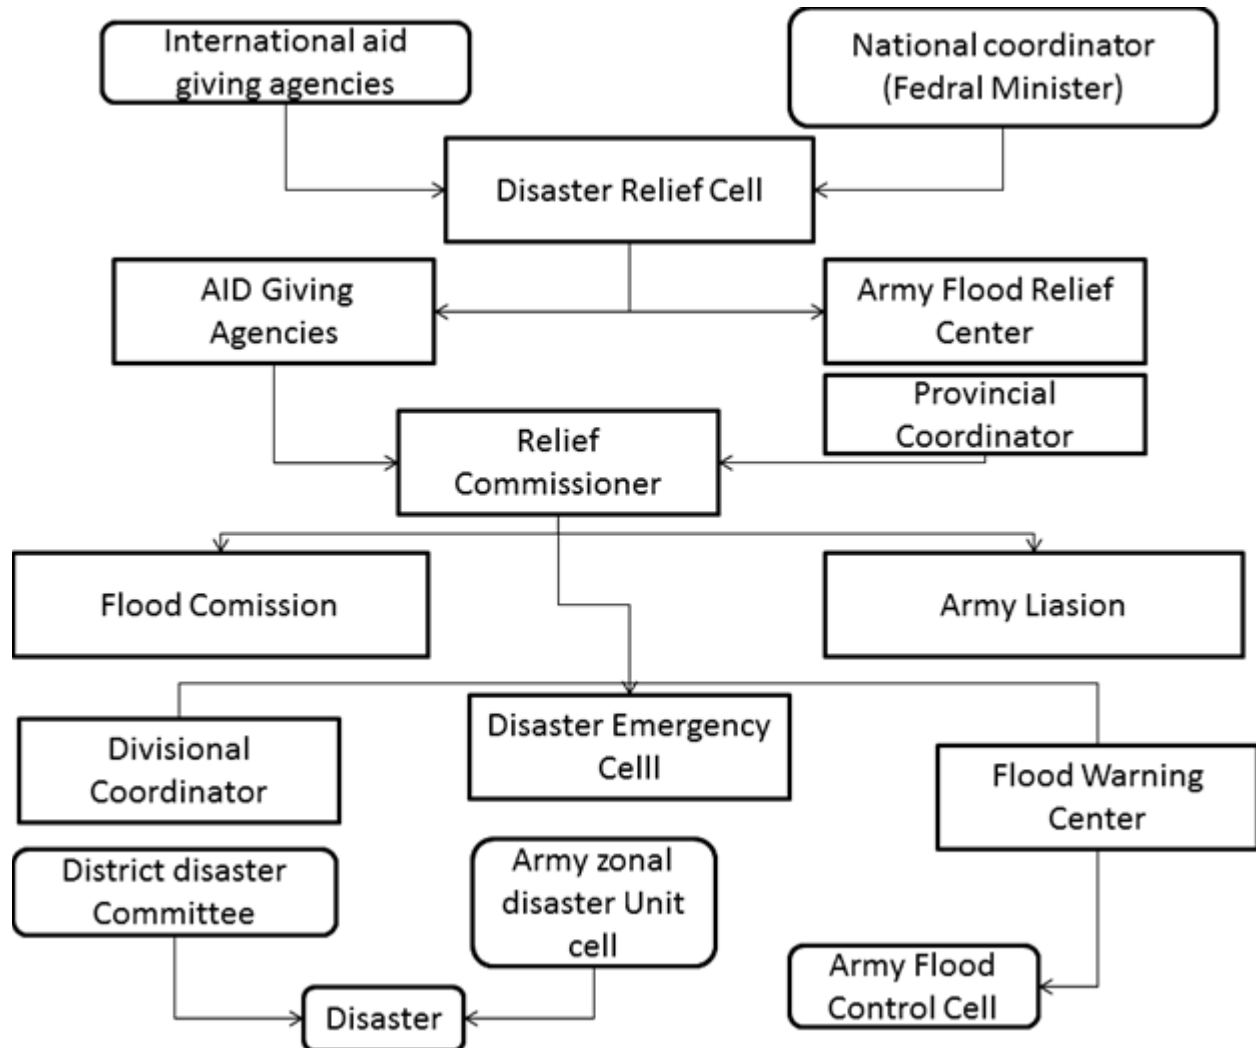 International aid
giving agencies
National coordinator
(Fedral Minister)
Disaster Relief Cell
AID Giving
Agencies
Army Flood Relief
Center
Provincial
Coordinator
Relief
Commissioner
Flood Comission
Army Liasion
Divisional
Coordinator
Disaster Emergency
Celll
Flood Warning
Center
District disaster
Committee
Army zonal
disaster Unit
cell
Army Flood
Control Cell
Disaster